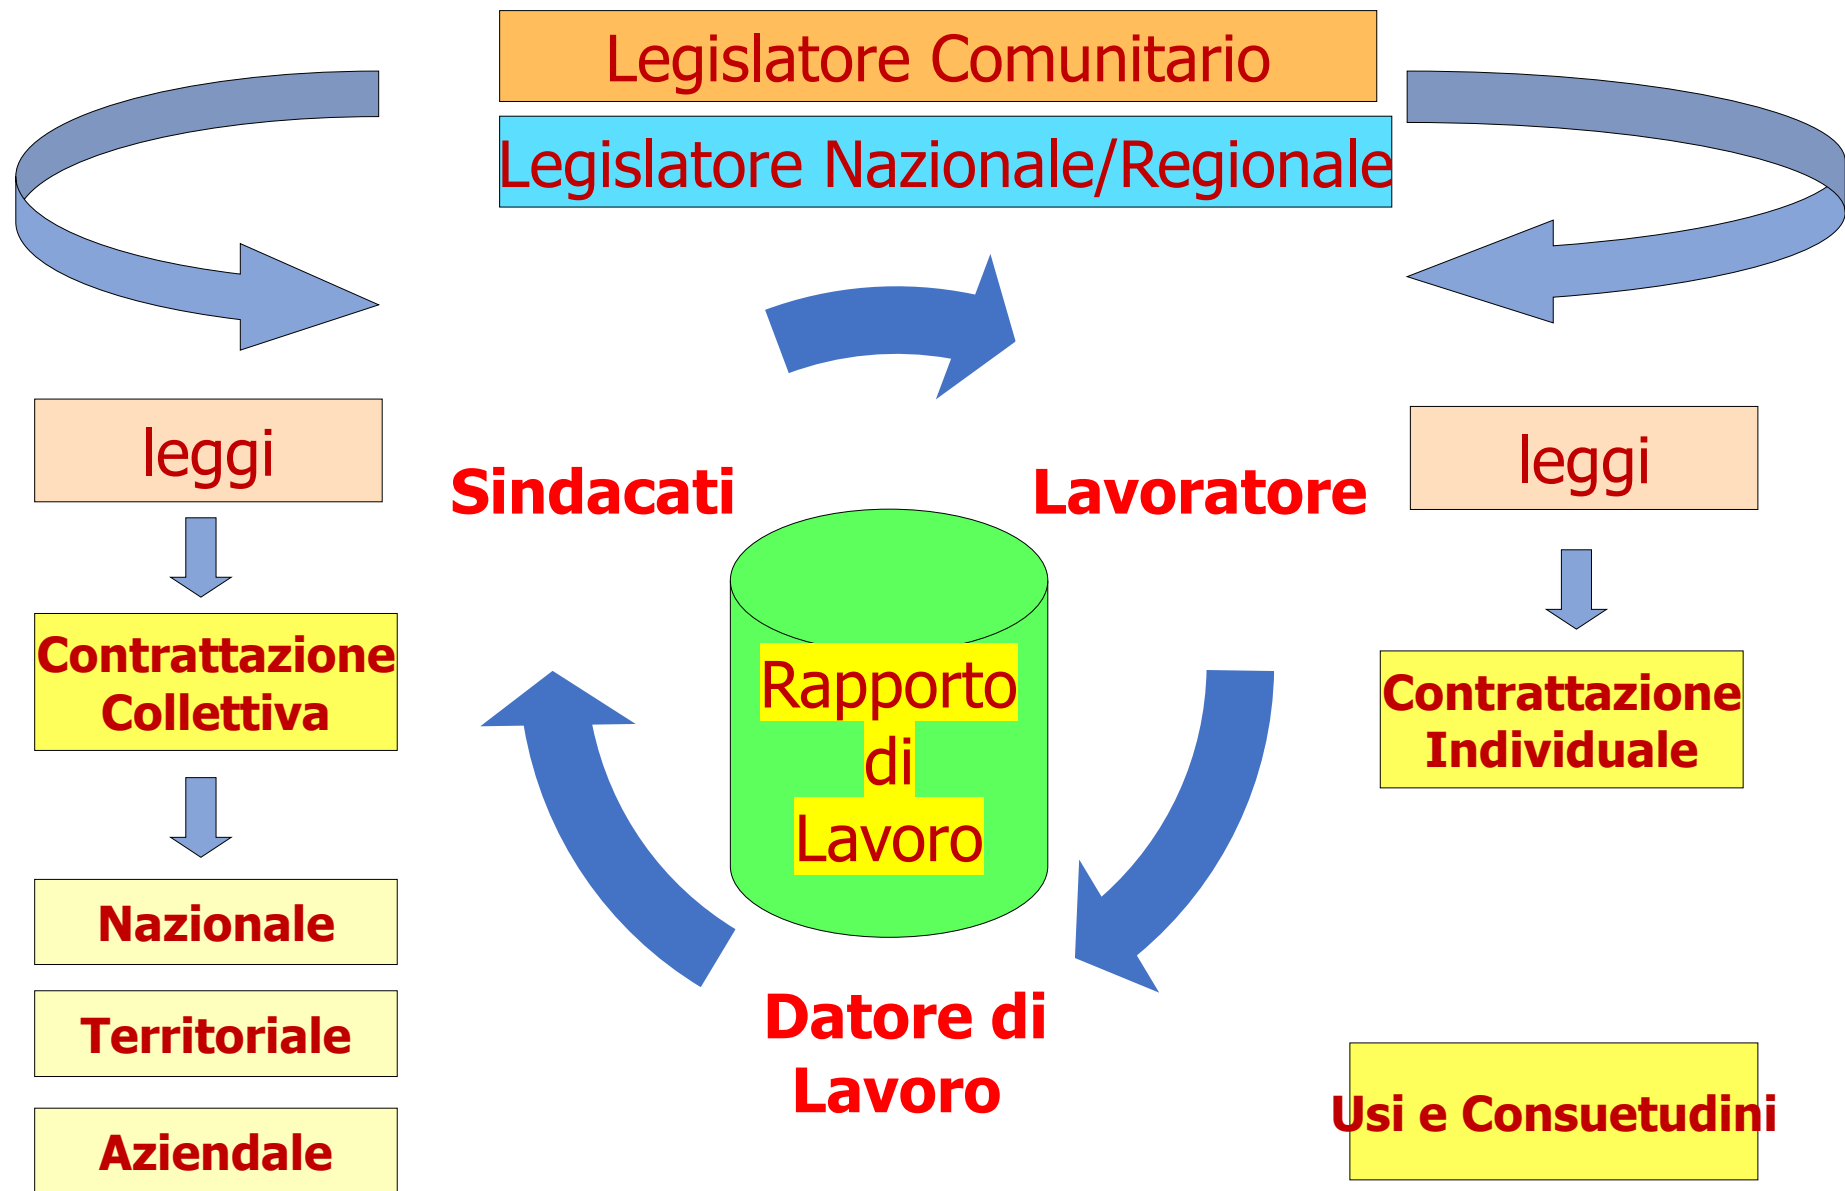 Legislatore Comunitario
Legislatore Nazionale/Regionale
leggi
leggi
Sindacati
Lavoratore
Contrattazione
Collettiva
Rapporto
di
Lavoro
Contrattazione
Individuale
Nazionale
Territoriale
Aziendale
Datore di
Lavoro
Usi e Consuetudini